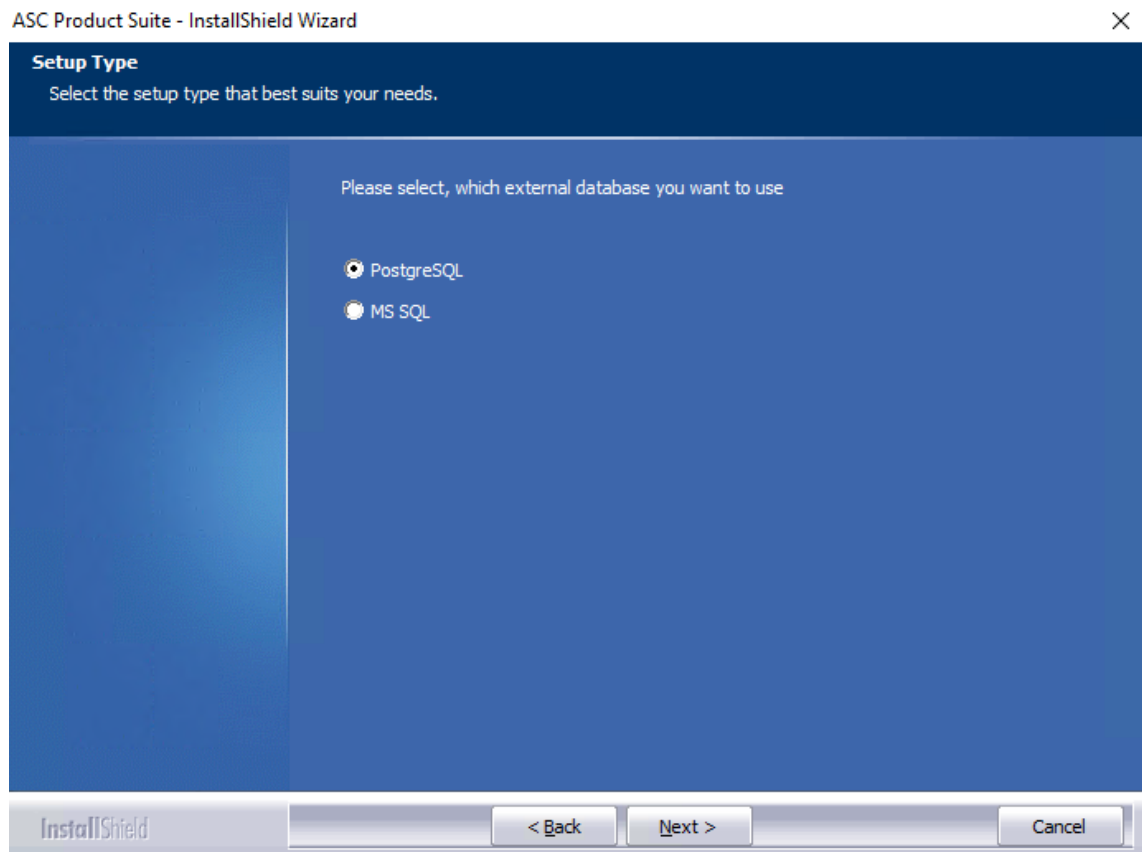 ASC Product Suite - InstallShield Wizard
Setup Type
Select the setup type that best suits your needs.
Please select, which external database you want to use
PostgreSQL
MS SQL
InstallShield
< Back
Next >
Cancel